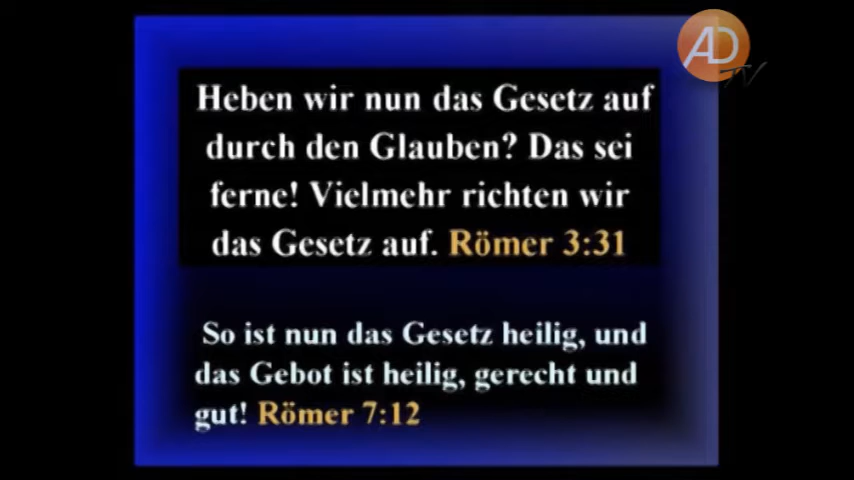 AD
TV
Heben wir nun das Gesetz auf
durch den Glauben? Das sei
ferne! Vielmehr richten wir
das Gesetz auf. Römer 3:31
So ist nun das Gesetz heilig, und
das Gebot ist heilig, gerecht und
gut! Römer 7:12